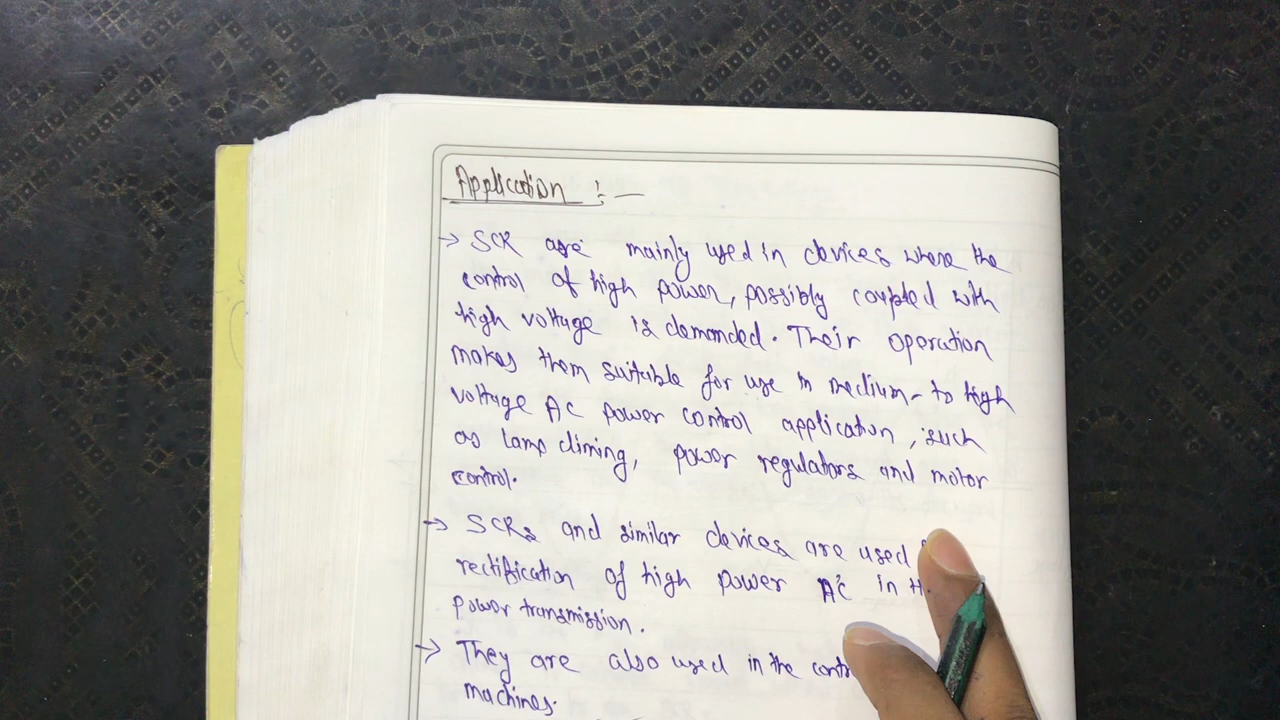 Application :-
→ SCR are mainly used in devices where the
control of high power, possibly coupled with
high voltage is demanded. Their operation
makes them suitable for use in medium- to high
voltage AC power control application, such
as lamp diming, power regulators and motor
control.
→ SCRs and similar devices are used
rectification of high power AC in
power transmission.
→ They are also used in the
machines.